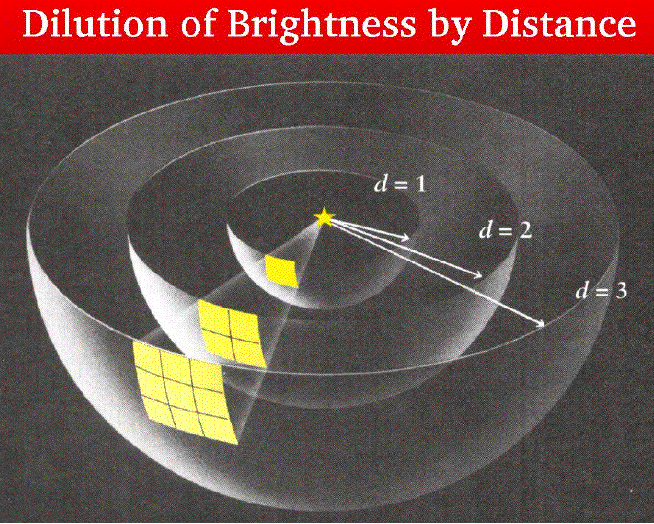 Dilution of Brightness by Distance
d = 1
d = 2
d = 3